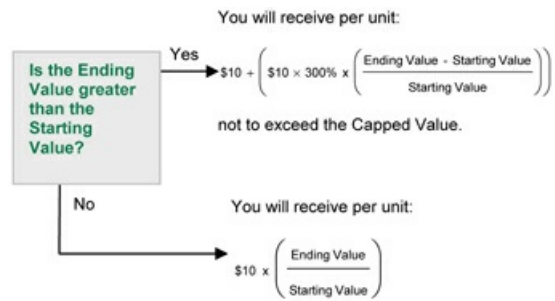 You will receive per unit:
Yes
Is the Ending
Value greater
than the
Starting
Value?
$10 + ( $10 × 300% x ( Ending Value - Starting Value
Starting Value ) )
not to exceed the Capped Value.
No
You will receive per unit:
$10 x ( Ending Value
Starting Value )